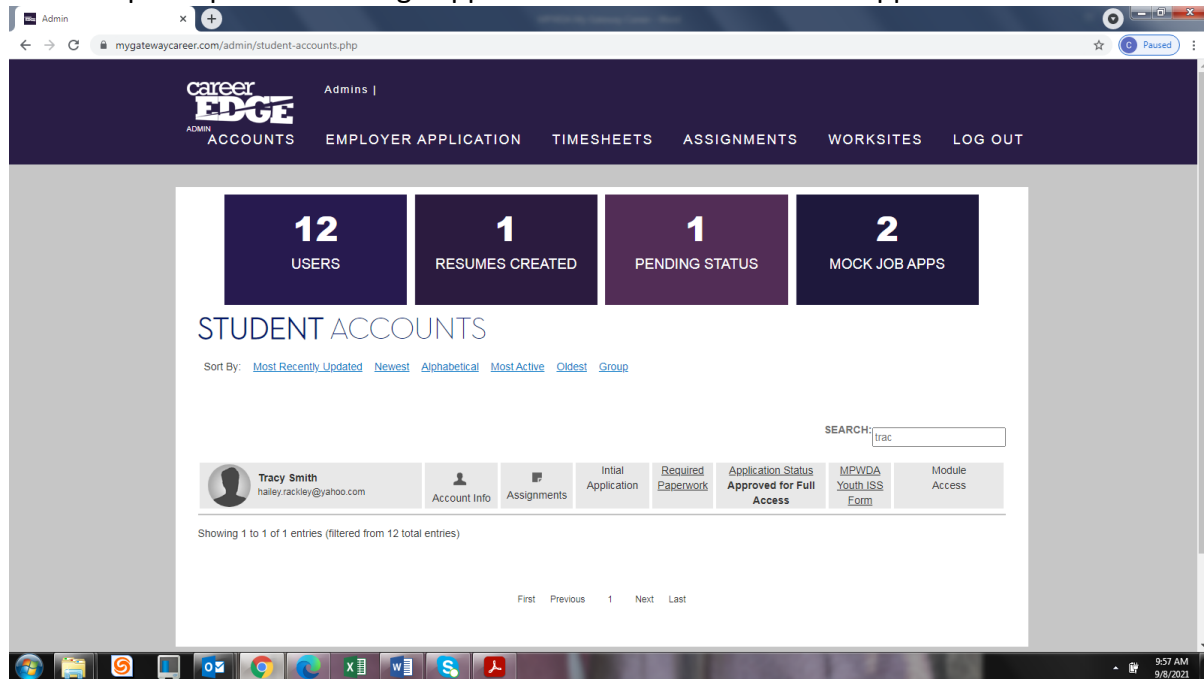 Admin
mygatewaycareer.com/admin/student-accounts.php
Paused
career
EDGE
ADMIN
Admins |
ACCOUNTS EMPLOYER APPLICATION TIMESHEETS ASSIGNMENTS WORKSITES LOG OUT
12 1 1 2
USERS RESUMES CREATED PENDING STATUS MOCK JOB APPS
STUDENT ACCOUNTS
Sort By: Most Recently Updated Newest Alphabetical Most Active Oldest Group
SEARCH: trac
Tracy Smith
hailey.rackley@yahoo.com
Account Info
Assignments
Intial
Application
Required
Paperwork
Application Status
Approved for Full
Access
MPWDA
Youth ISS
Form
Module
Access
Showing 1 to 1 of 1 entries (filtered from 12 total entries)
First Previous 1 Next Last
9:57 AM
9/8/2021